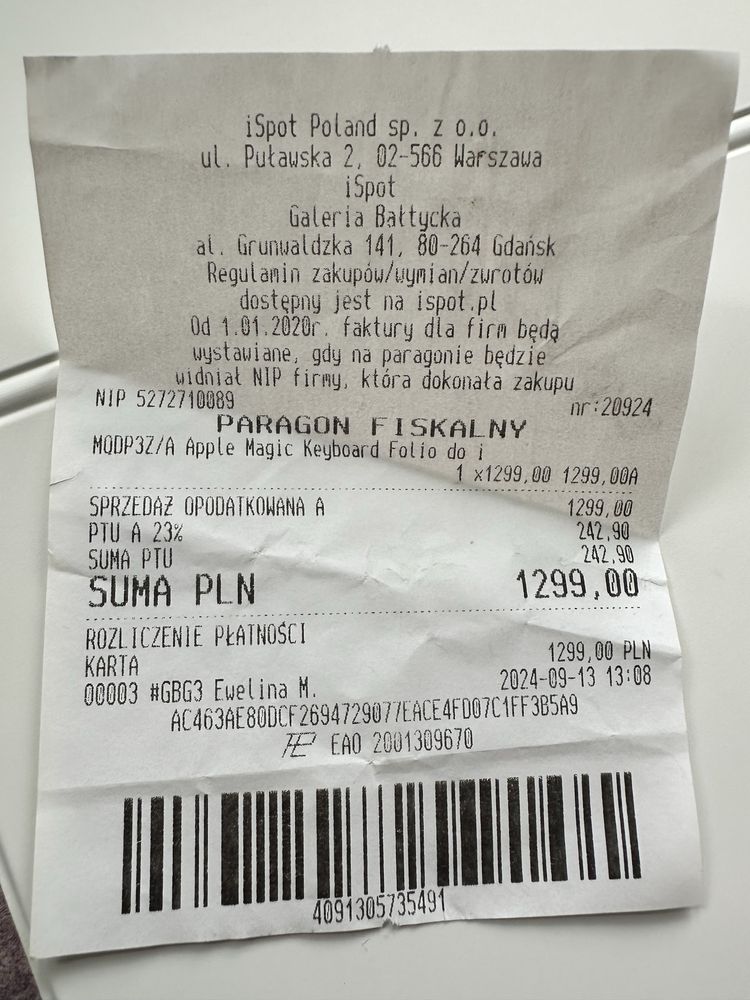 iSpot Poland sp. z o.o.
ul. Puławska 2, 02-566 Warszawa
iSpot
Galeria Bałtycka
al. Grunwaldzka 141, 80-264 Gdańsk
Regulamin zakupów/wymian/zwrotów
dostępny jest na ispot.pl
Od 1.01.2020r. faktury dla firm będą
wystawiane, gdy na paragonie będzie
widniał NIP firmy, która dokonała zakupu
NIP 5272710089 nr:20924
PARAGON FISKALNY
MQDP3Z/A Apple Magic Keyboard Folio do i
1 x1299,00 1299,00A
SPRZEDAŻ OPODATKOWANA A 1299,00
PTU A 23% 242,90
SUMA PTU 242,90
SUMA PLN 1299,00
ROZLICZENIE PŁATNOŚCI
KARTA 1299,00 PLN
00003 #GBG3 Ewelina M. 2024-09-13 13:08
AC463AE80DCF2694729077EACE4FD07C1FF3B5A9
EAO 2001309670
4091305735491